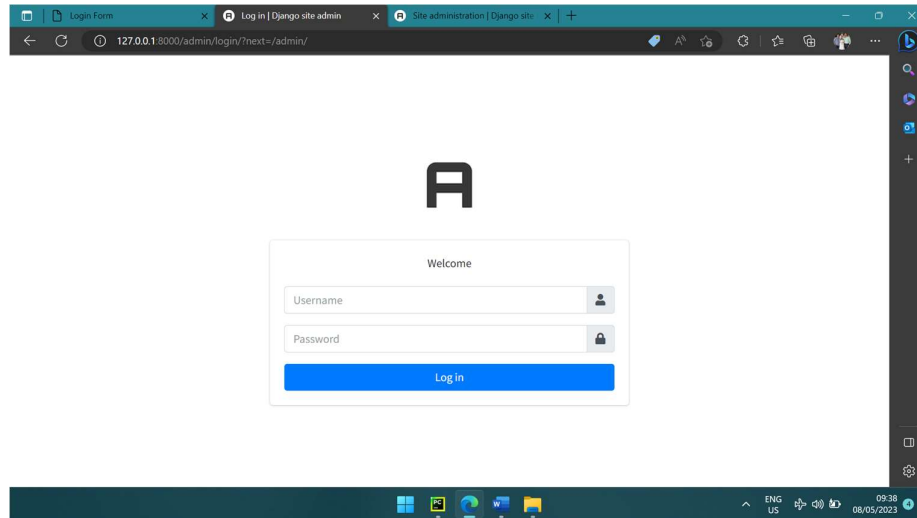 Login Form
Log in | Django site admin
Site administration | Django site
127.0.0.1:8000/admin/login/?next=/admin/
Welcome
Username
Password
Log in
ENG
US
09:38
08/05/2023
4